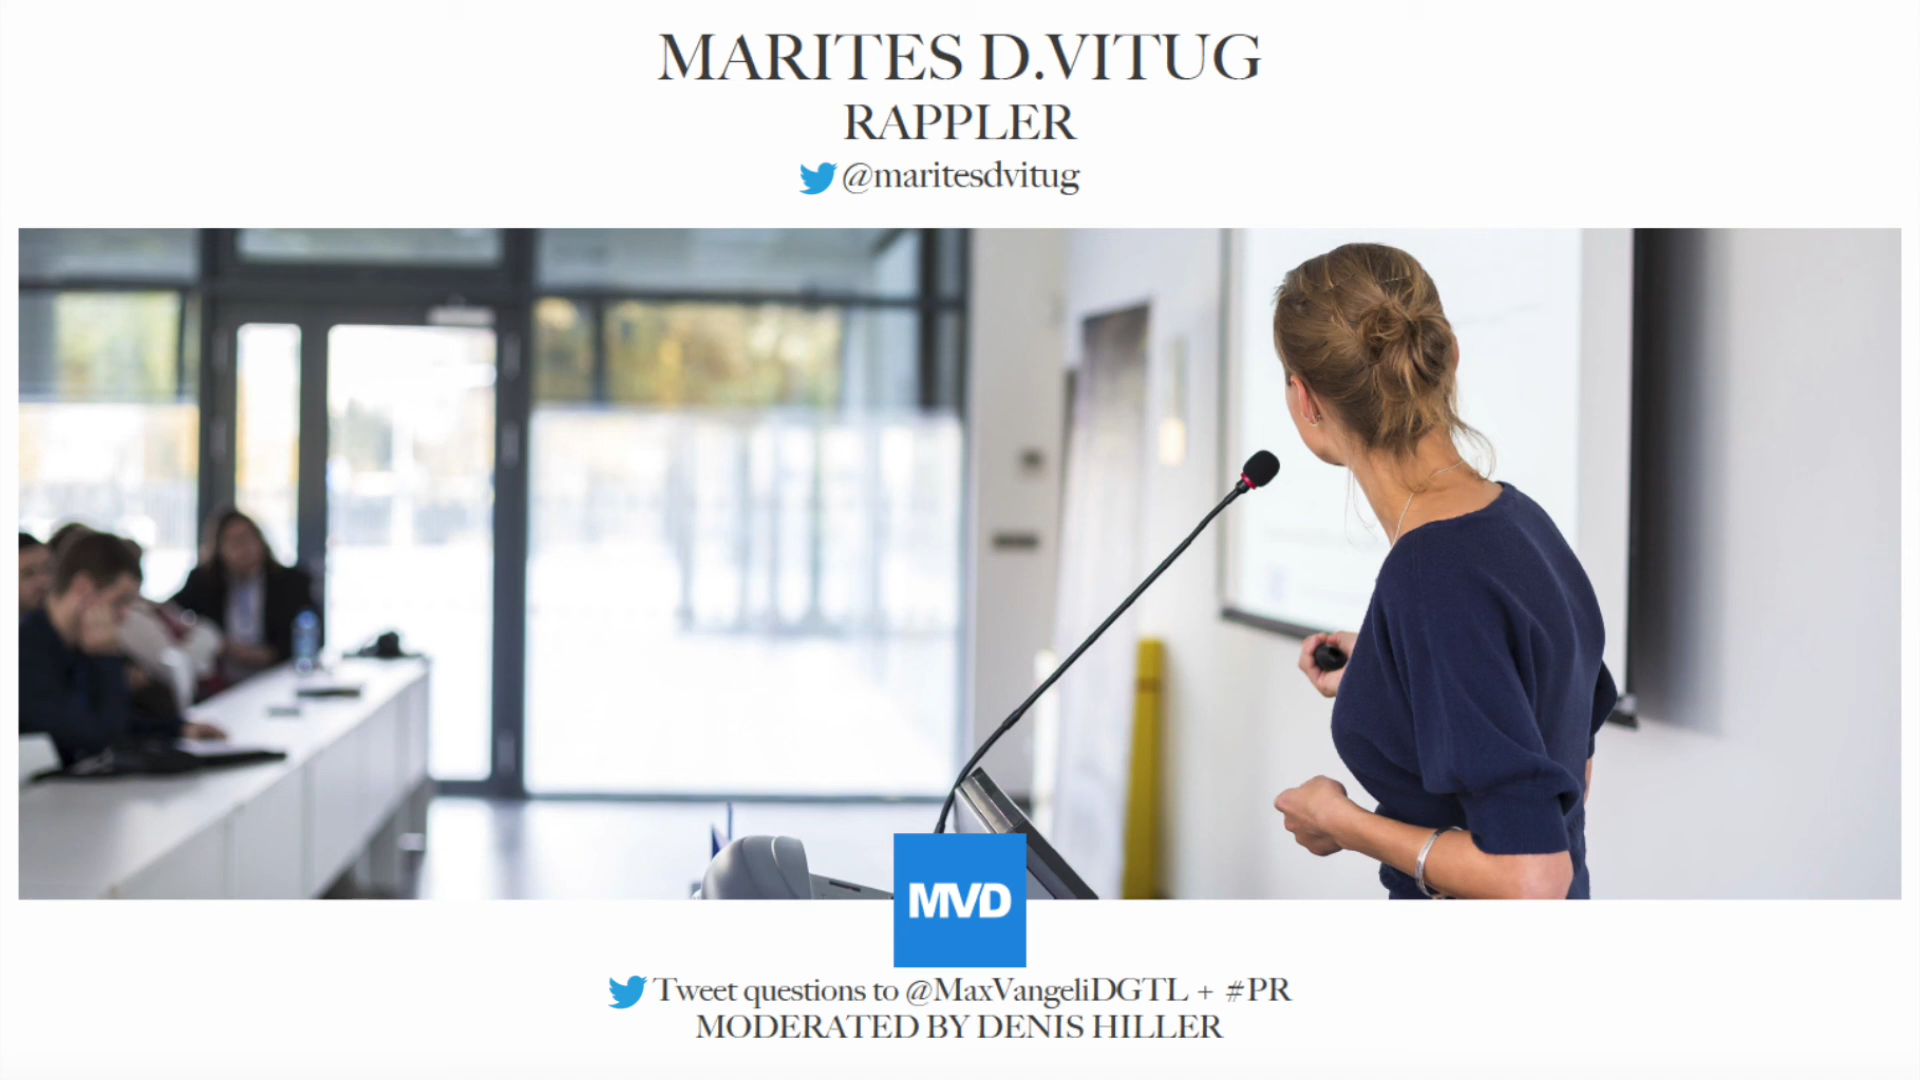 MARITES D.VITUG
RAPPLER
@maritesdvitug
MVD
Tweet questions to @MaxVangeliDGTL + #PR
MODERATED BY DENIS HILLER